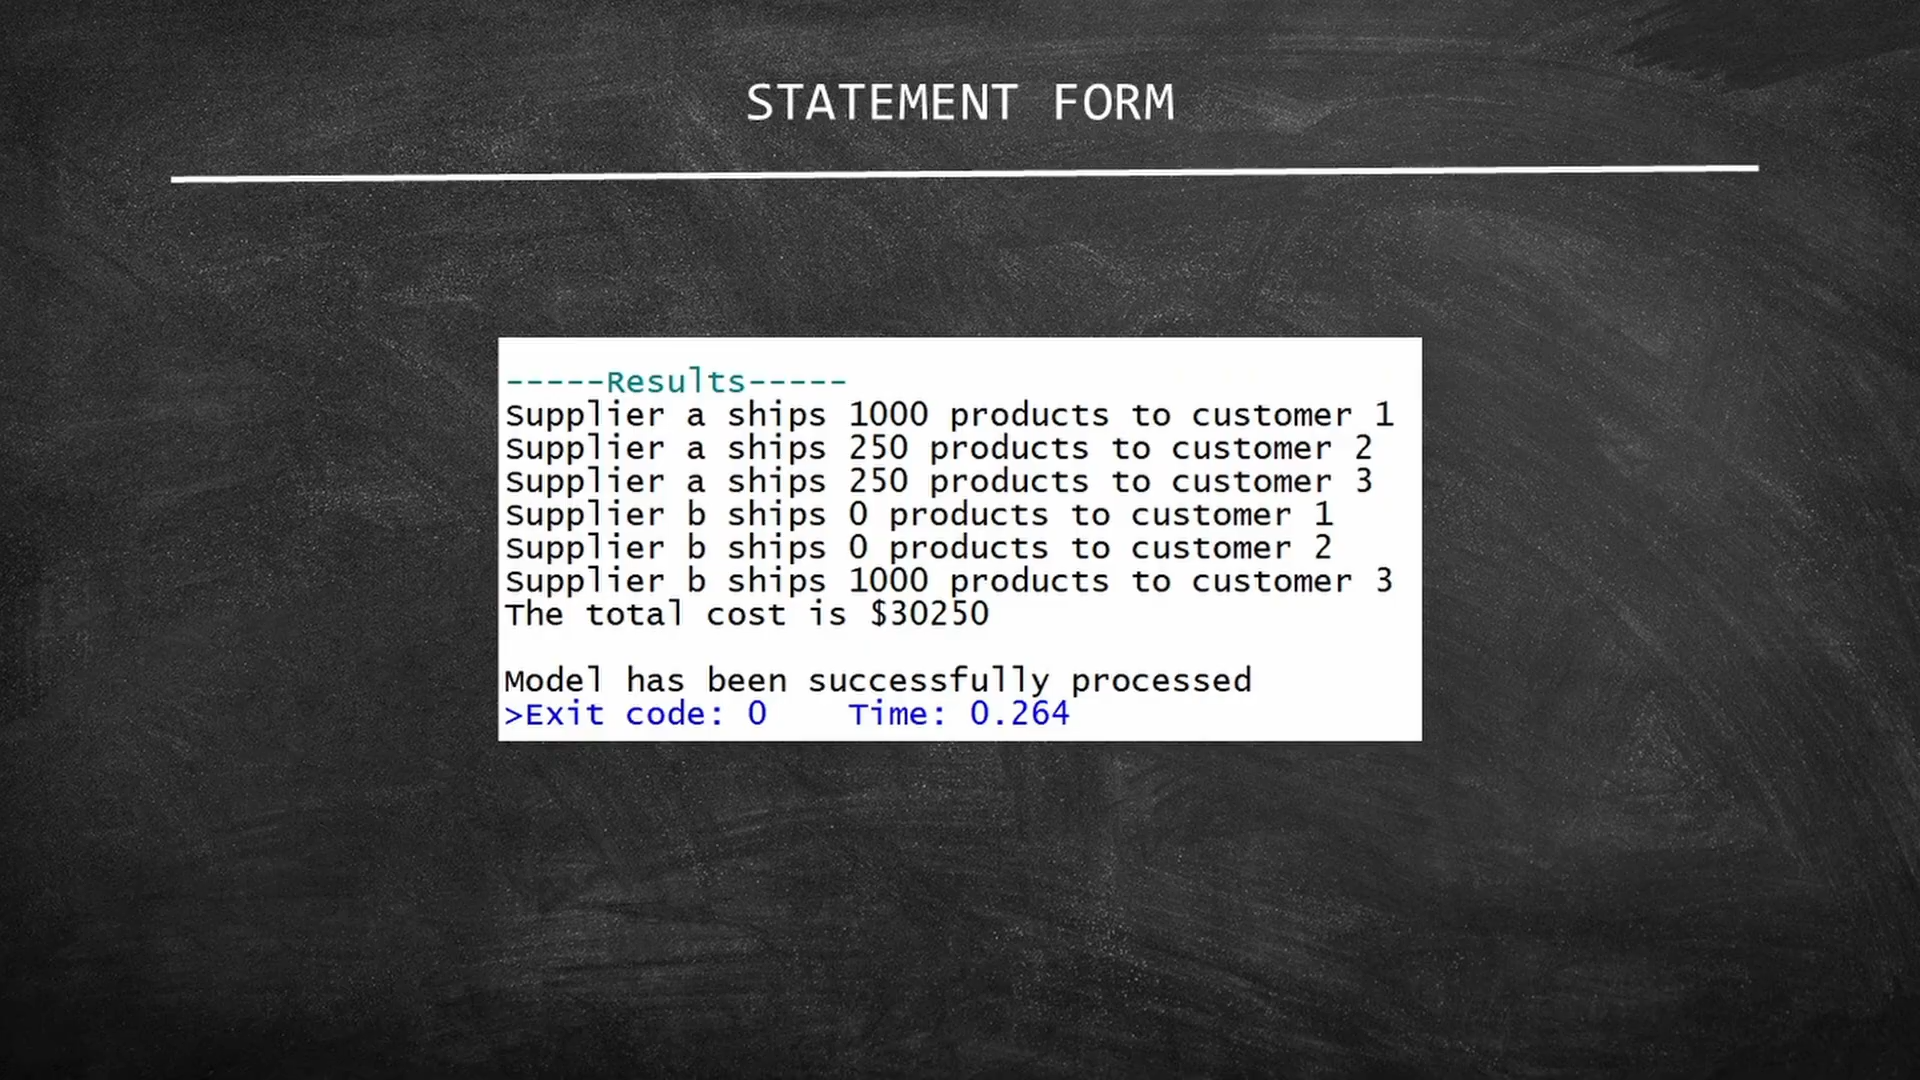 STATEMENT FORM
-----Results-----
Supplier a ships 1000 products to customer 1
Supplier a ships 250 products to customer 2
Supplier a ships 250 products to customer 3
Supplier b ships 0 products to customer 1
Supplier b ships 0 products to customer 2
Supplier b ships 1000 products to customer 3
The total cost is $30250
Model has been successfully processed
>Exit code: 0    Time: 0.264